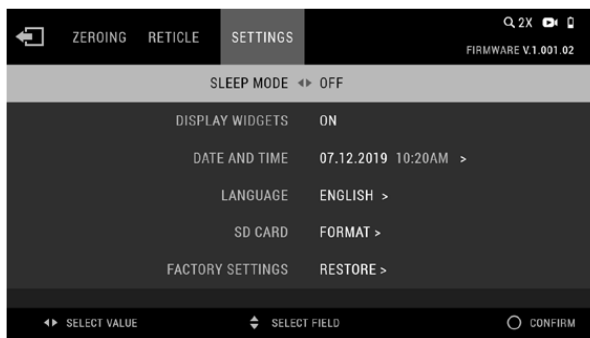 ZEROING RETICLE SETTINGS 2X
FIRMWARE V.1.001.02
SLEEP MODE OFF
DISPLAY WIDGETS ON
DATE AND TIME 07.12.2019 10:20AM >
LANGUAGE ENGLISH >
SD CARD FORMAT >
FACTORY SETTINGS RESTORE >
SELECT VALUE SELECT FIELD CONFIRM